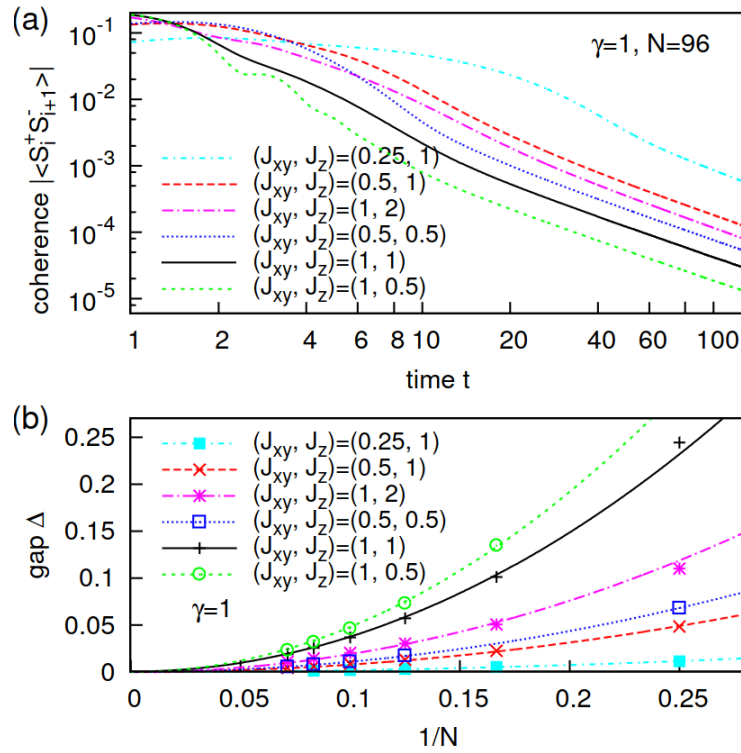 (a)
γ=1, N=96
coherence |<S_i^+S_{i+1}^->|
10^-1
10^-2
10^-3
10^-4
10^-5
(J_xy, J_z)=(0.25, 1)
(J_xy, J_z)=(0.5, 1)
(J_xy, J_z)=(1, 2)
(J_xy, J_z)=(0.5, 0.5)
(J_xy, J_z)=(1, 1)
(J_xy, J_z)=(1, 0.5)
1 2 4 6 8 10 20 40 60 100
time t
(b)
gap Δ
0.25
0.2
0.15
0.1
0.05
0
(J_xy, J_z)=(0.25, 1)
(J_xy, J_z)=(0.5, 1)
(J_xy, J_z)=(1, 2)
(J_xy, J_z)=(0.5, 0.5)
(J_xy, J_z)=(1, 1)
(J_xy, J_z)=(1, 0.5)
γ=1
0 0.05 0.1 0.15 0.2 0.25
1/N